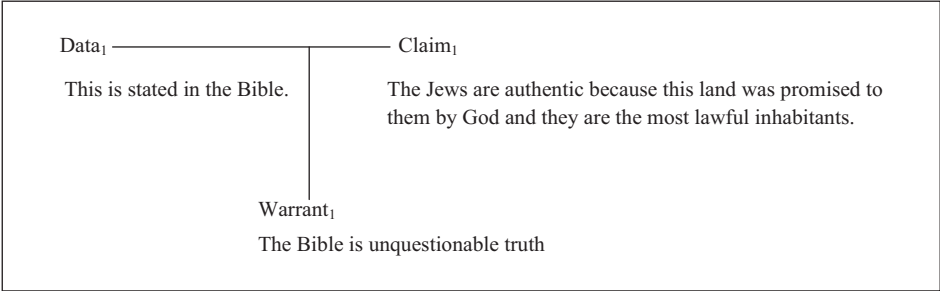 Data₁ Claim₁
This is stated in the Bible.
The Jews are authentic because this land was promised to
them by God and they are the most lawful inhabitants.
Warrant₁
The Bible is unquestionable truth